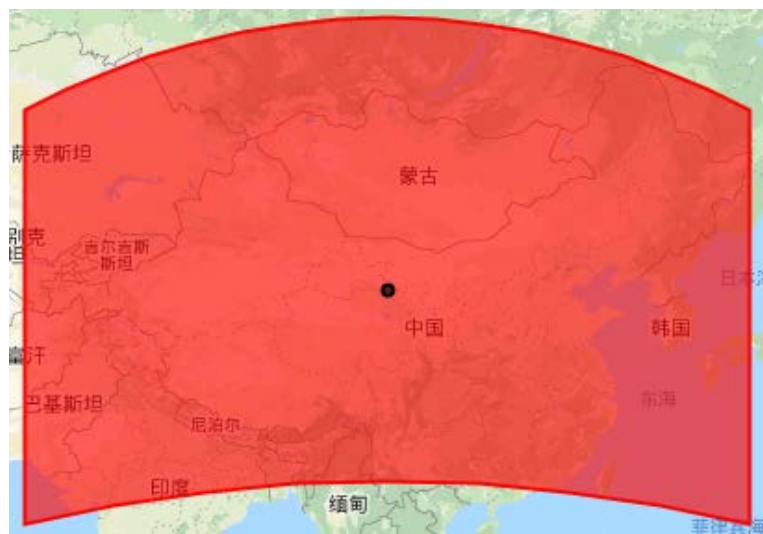 萨克斯坦
蒙古
别克
坦
吉尔吉斯
斯坦
日本海
中国
韩国
富汗
巴基斯坦
东海
尼泊尔
印度
缅甸
菲律宾海